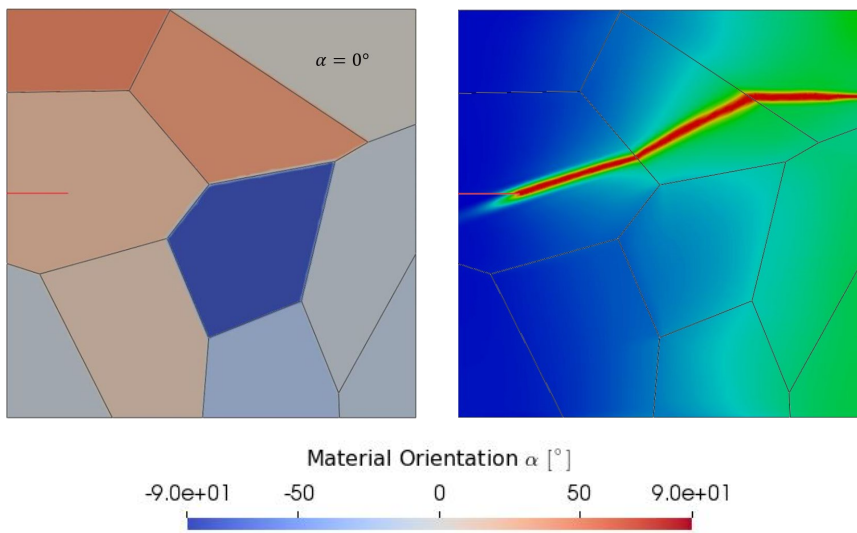 α = 0°
Material Orientation α [°]
-9.0e+01 -50 0 50 9.0e+01